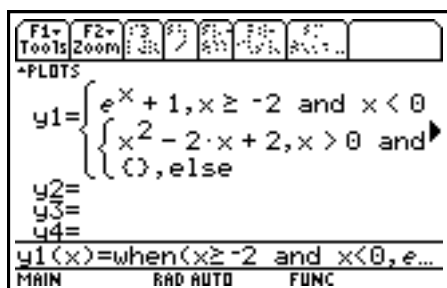 F1▾ F2▾
Tools Zoom
▴PLOTS
y1={e^x + 1, x ≥ -2 and x < 0
{x^2 - 2·x + 2, x > 0 and▸
{(), else
y2=
y3=
y4=
y1(x)=when(x≥-2 and x<0, e…
MAIN RAD AUTO FUNC